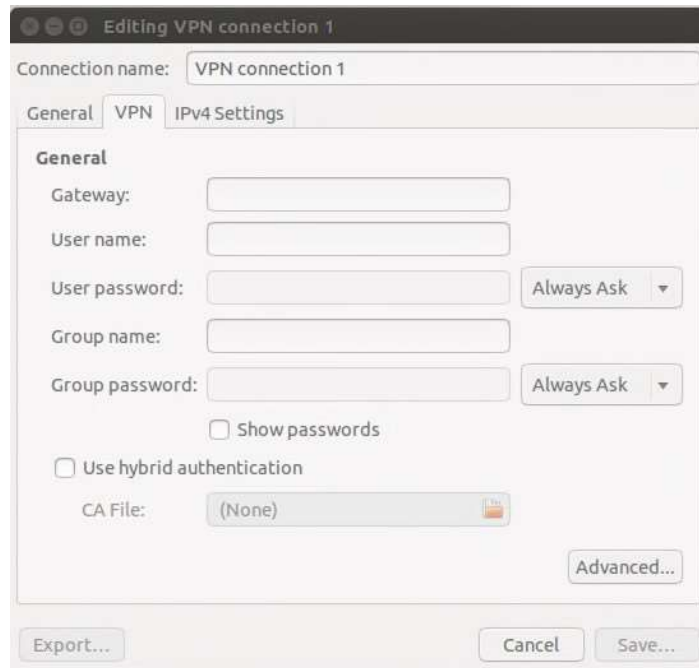 Editing VPN connection 1
Connection name: VPN connection 1
General VPN IPv4 Settings
General
Gateway:
User name:
User password: Always Ask
Group name:
Group password: Always Ask
Show passwords
Use hybrid authentication
CA File: (None)
Advanced...
Export... Cancel Save...